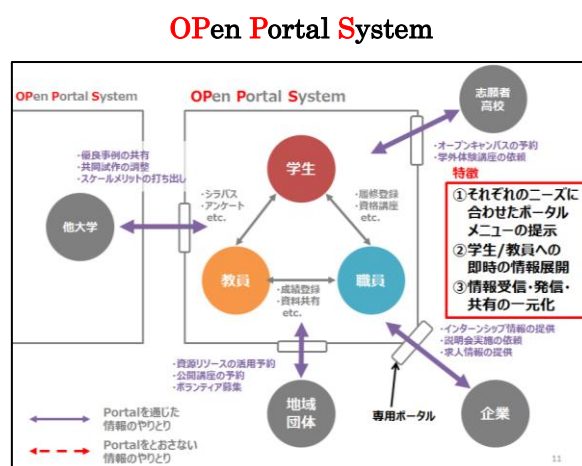 OPen Portal System
OPen Portal System
OPen Portal System
志願者
高校
・オープンキャンパスの予約
・学外体験講座の依頼
・優良事例の共有
・共同試作の調整
・スケールメリットの打ち出し
学生
特徴
①それぞれのニーズに
合わせたポータル
メニューの提示
②学生/教員への
即時の情報展開
③情報受信・発信・
共有の一元化
・シラバス
・アンケート
etc.
・履修登録
・資格講座
etc.
他大学
教員
職員
・成績登録
・資料共有
etc.
・インターンシップ情報の提供
・説明会実施の依頼
・求人情報の提供
・資源リソースの活用予約
・公開講座の予約
・ボランティア募集
地域
団体
専用ポータル
企業
Portalを通じた
情報のやりとり
Portalをとおさない
情報のやりとり
11